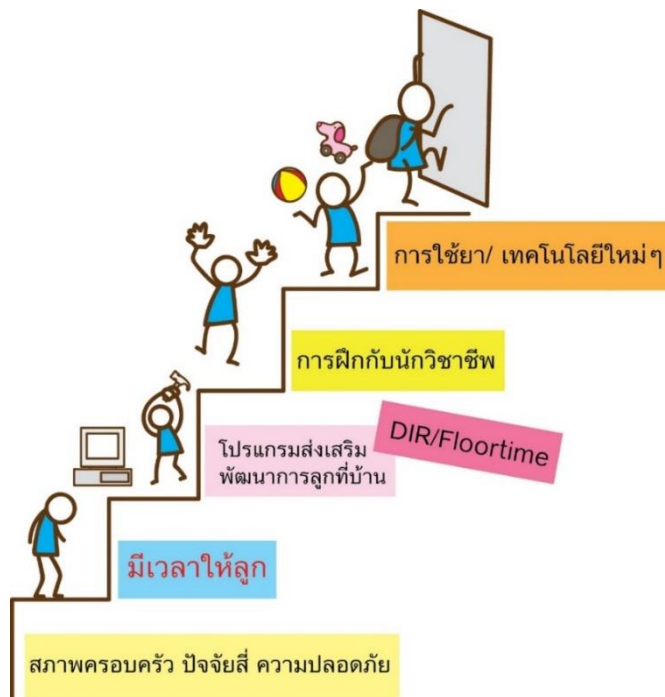 การใช้ยา/ เทคโนโลยีใหม่ๆ
การฝึกกับนักวิชาชีพ
DIR/Floortime
โปรแกรมส่งเสริม
พัฒนาการลูกที่บ้าน
มีเวลาให้ลูก
สภาพครอบครัว ปัจจัยสี่ ความปลอดภัย